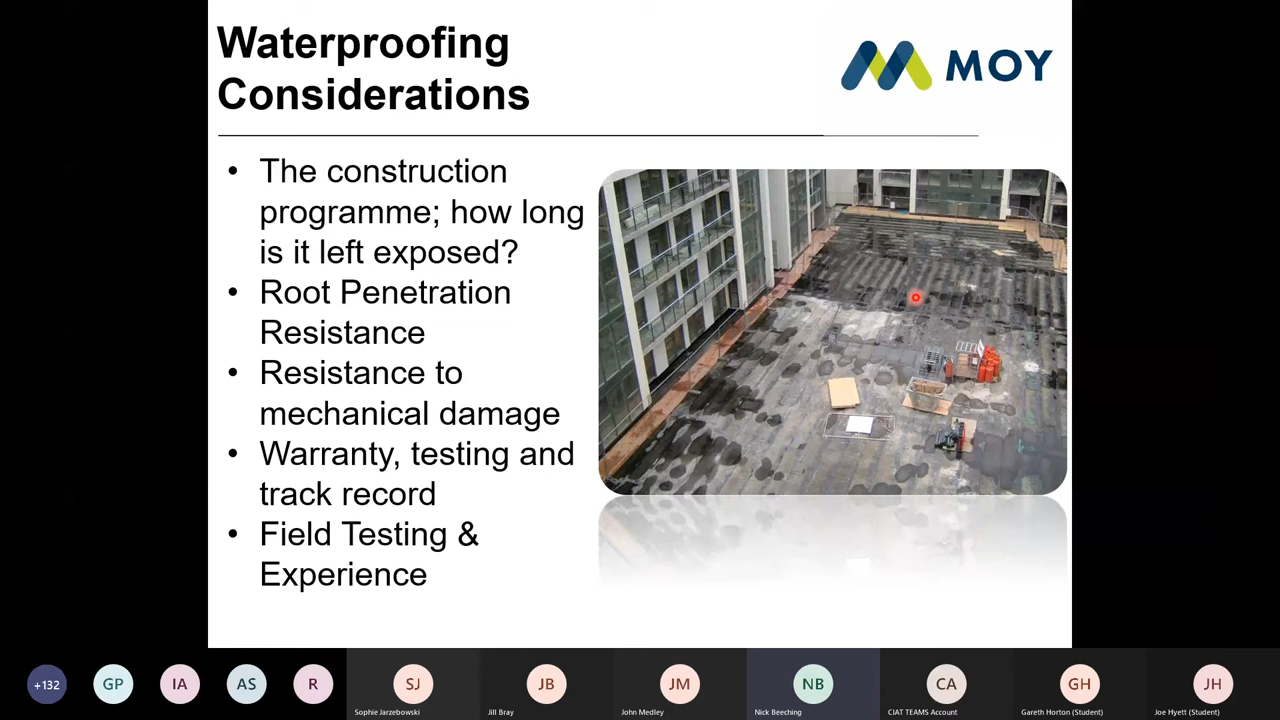 Waterproofing
Considerations
MOY
• The construction
programme; how long
is it left exposed?
• Root Penetration
Resistance
• Resistance to
mechanical damage
• Warranty, testing and
track record
• Field Testing &
Experience
+132
GP
IA
AS
R
SJ
JB
JM
NB
CA
GH
JH
Sophie Jarzebowski
Jill Bray
John Medley
Nick Beeching
CIAT TEAMS Account
Gareth Horton (Student)
Joe Hyett (Student)